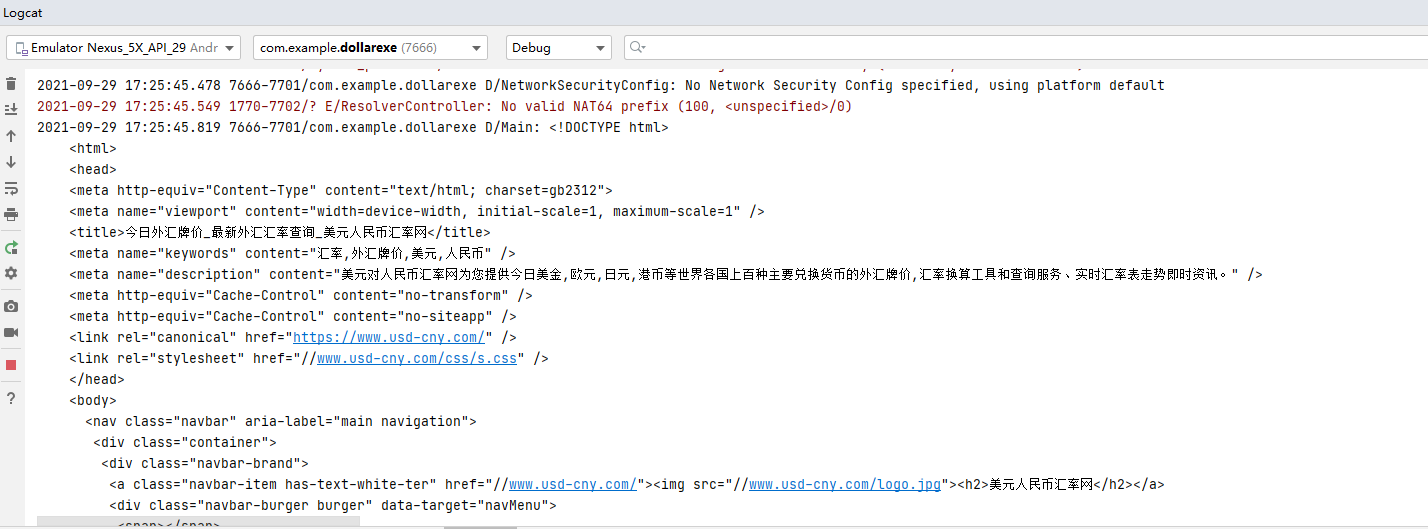 Logcat
Emulator Nexus_5X_API_29 Andr
com.example.dollarexe (7666)
Debug
2021-09-29 17:25:45.478 7666-7701/com.example.dollarexe D/NetworkSecurityConfig: No Network Security Config specified, using platform default
2021-09-29 17:25:45.549 1770-7702/? E/ResolverController: No valid NAT64 prefix (100, <unspecified>/0)
2021-09-29 17:25:45.819 7666-7701/com.example.dollarexe D/Main: <!DOCTYPE html>
<html>
<head>
<meta http-equiv="Content-Type" content="text/html; charset=gb2312">
<meta name="viewport" content="width=device-width, initial-scale=1, maximum-scale=1" />
<title>今日外汇牌价_最新外汇汇率查询_美元人民币汇率网</title>
<meta name="keywords" content="汇率,外汇牌价,美元,人民币" />
<meta name="description" content="美元对人民币汇率网为您提供今日美金,欧元,日元,港币等世界各国上百种主要兑换货币的外汇牌价,汇率换算工具和查询服务、实时汇率表走势即时资讯。" />
<meta http-equiv="Cache-Control" content="no-transform" />
<meta http-equiv="Cache-Control" content="no-siteapp" />
<link rel="canonical" href="https://www.usd-cny.com/" />
<link rel="stylesheet" href="//www.usd-cny.com/css/s.css" />
</head>
<body>
<nav class="navbar" aria-label="main navigation">
<div class="container">
<div class="navbar-brand">
<a class="navbar-item has-text-white-ter" href="//www.usd-cny.com/"><img src="//www.usd-cny.com/logo.jpg"><h2>美元人民币汇率网</h2></a>
<div class="navbar-burger burger" data-target="navMenu">
<span></span>